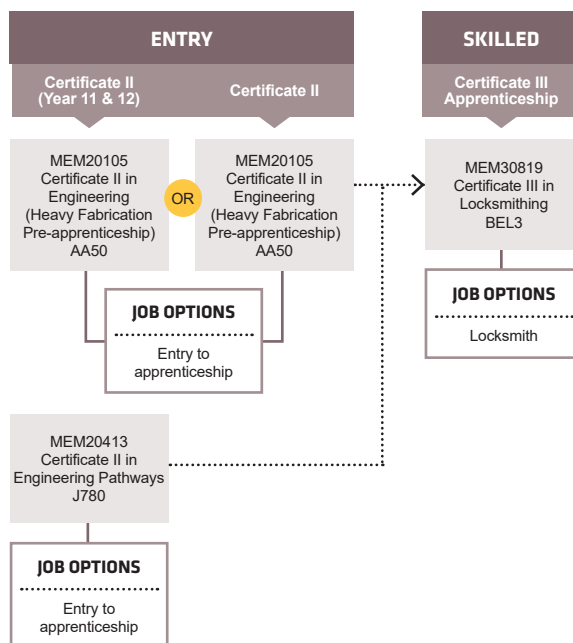 ENTRY
SKILLED
Certificate II
(Year 11 & 12)
Certificate II
Certificate III
Apprenticeship
MEM20105
Certificate II in
Engineering
(Heavy Fabrication
Pre-apprenticeship)
AA50
OR
MEM20105
Certificate II in
Engineering
(Heavy Fabrication
Pre-apprenticeship)
AA50
MEM30819
Certificate III in
Locksmithing
BEL3
JOB OPTIONS
Entry to
apprenticeship
JOB OPTIONS
Locksmith
MEM20413
Certificate II in
Engineering Pathways
J780
JOB OPTIONS
Entry to
apprenticeship